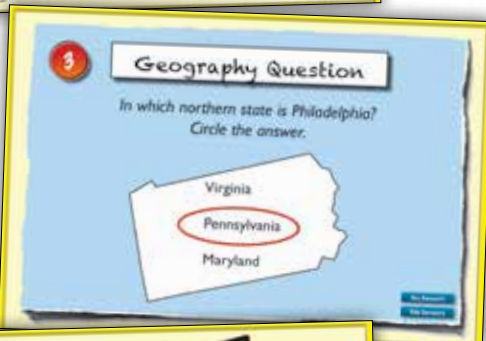 3
Geography Question
In which northern state is Philadelphia?
Circle the answer.
Virginia
Pennsylvania
Maryland